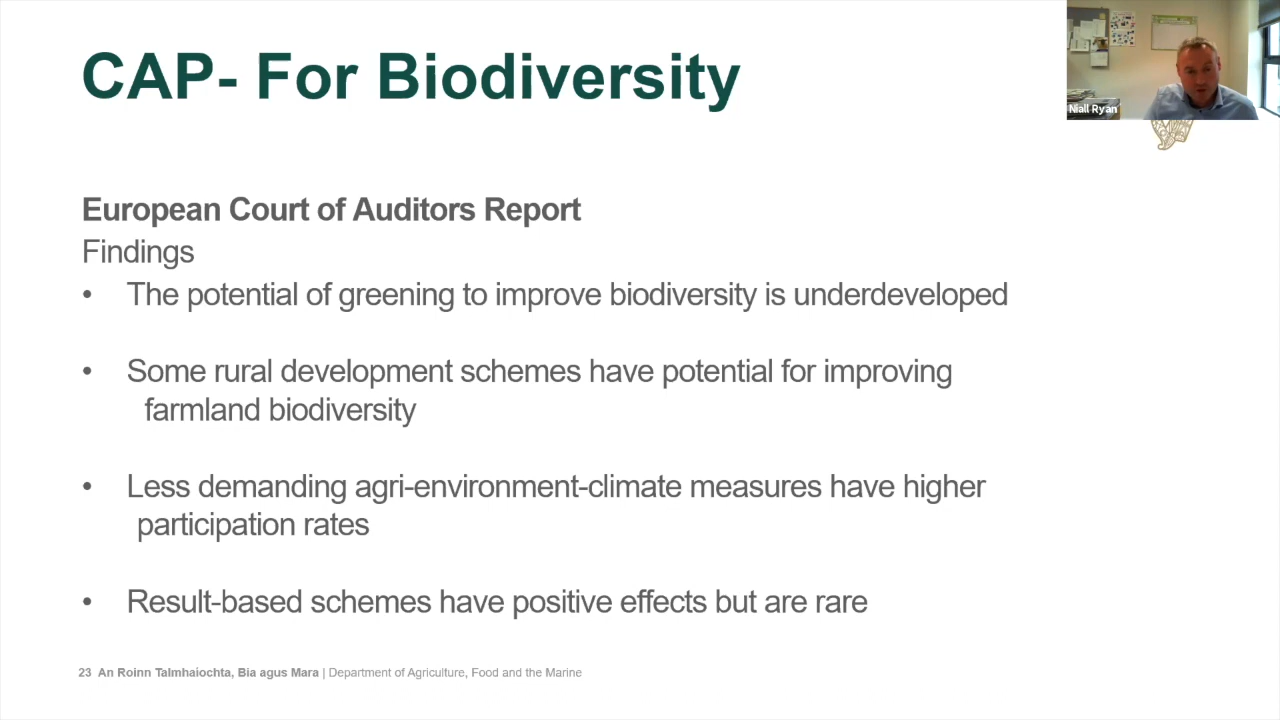 CAP- For Biodiversity
Niall Ryan
European Court of Auditors Report
Findings
• The potential of greening to improve biodiversity is underdeveloped
• Some rural development schemes have potential for improving
farmland biodiversity
• Less demanding agri-environment-climate measures have higher
participation rates
• Result-based schemes have positive effects but are rare
23 An Roinn Talmhaiochta, Bia agus Mara | Department of Agriculture, Food and the Marine